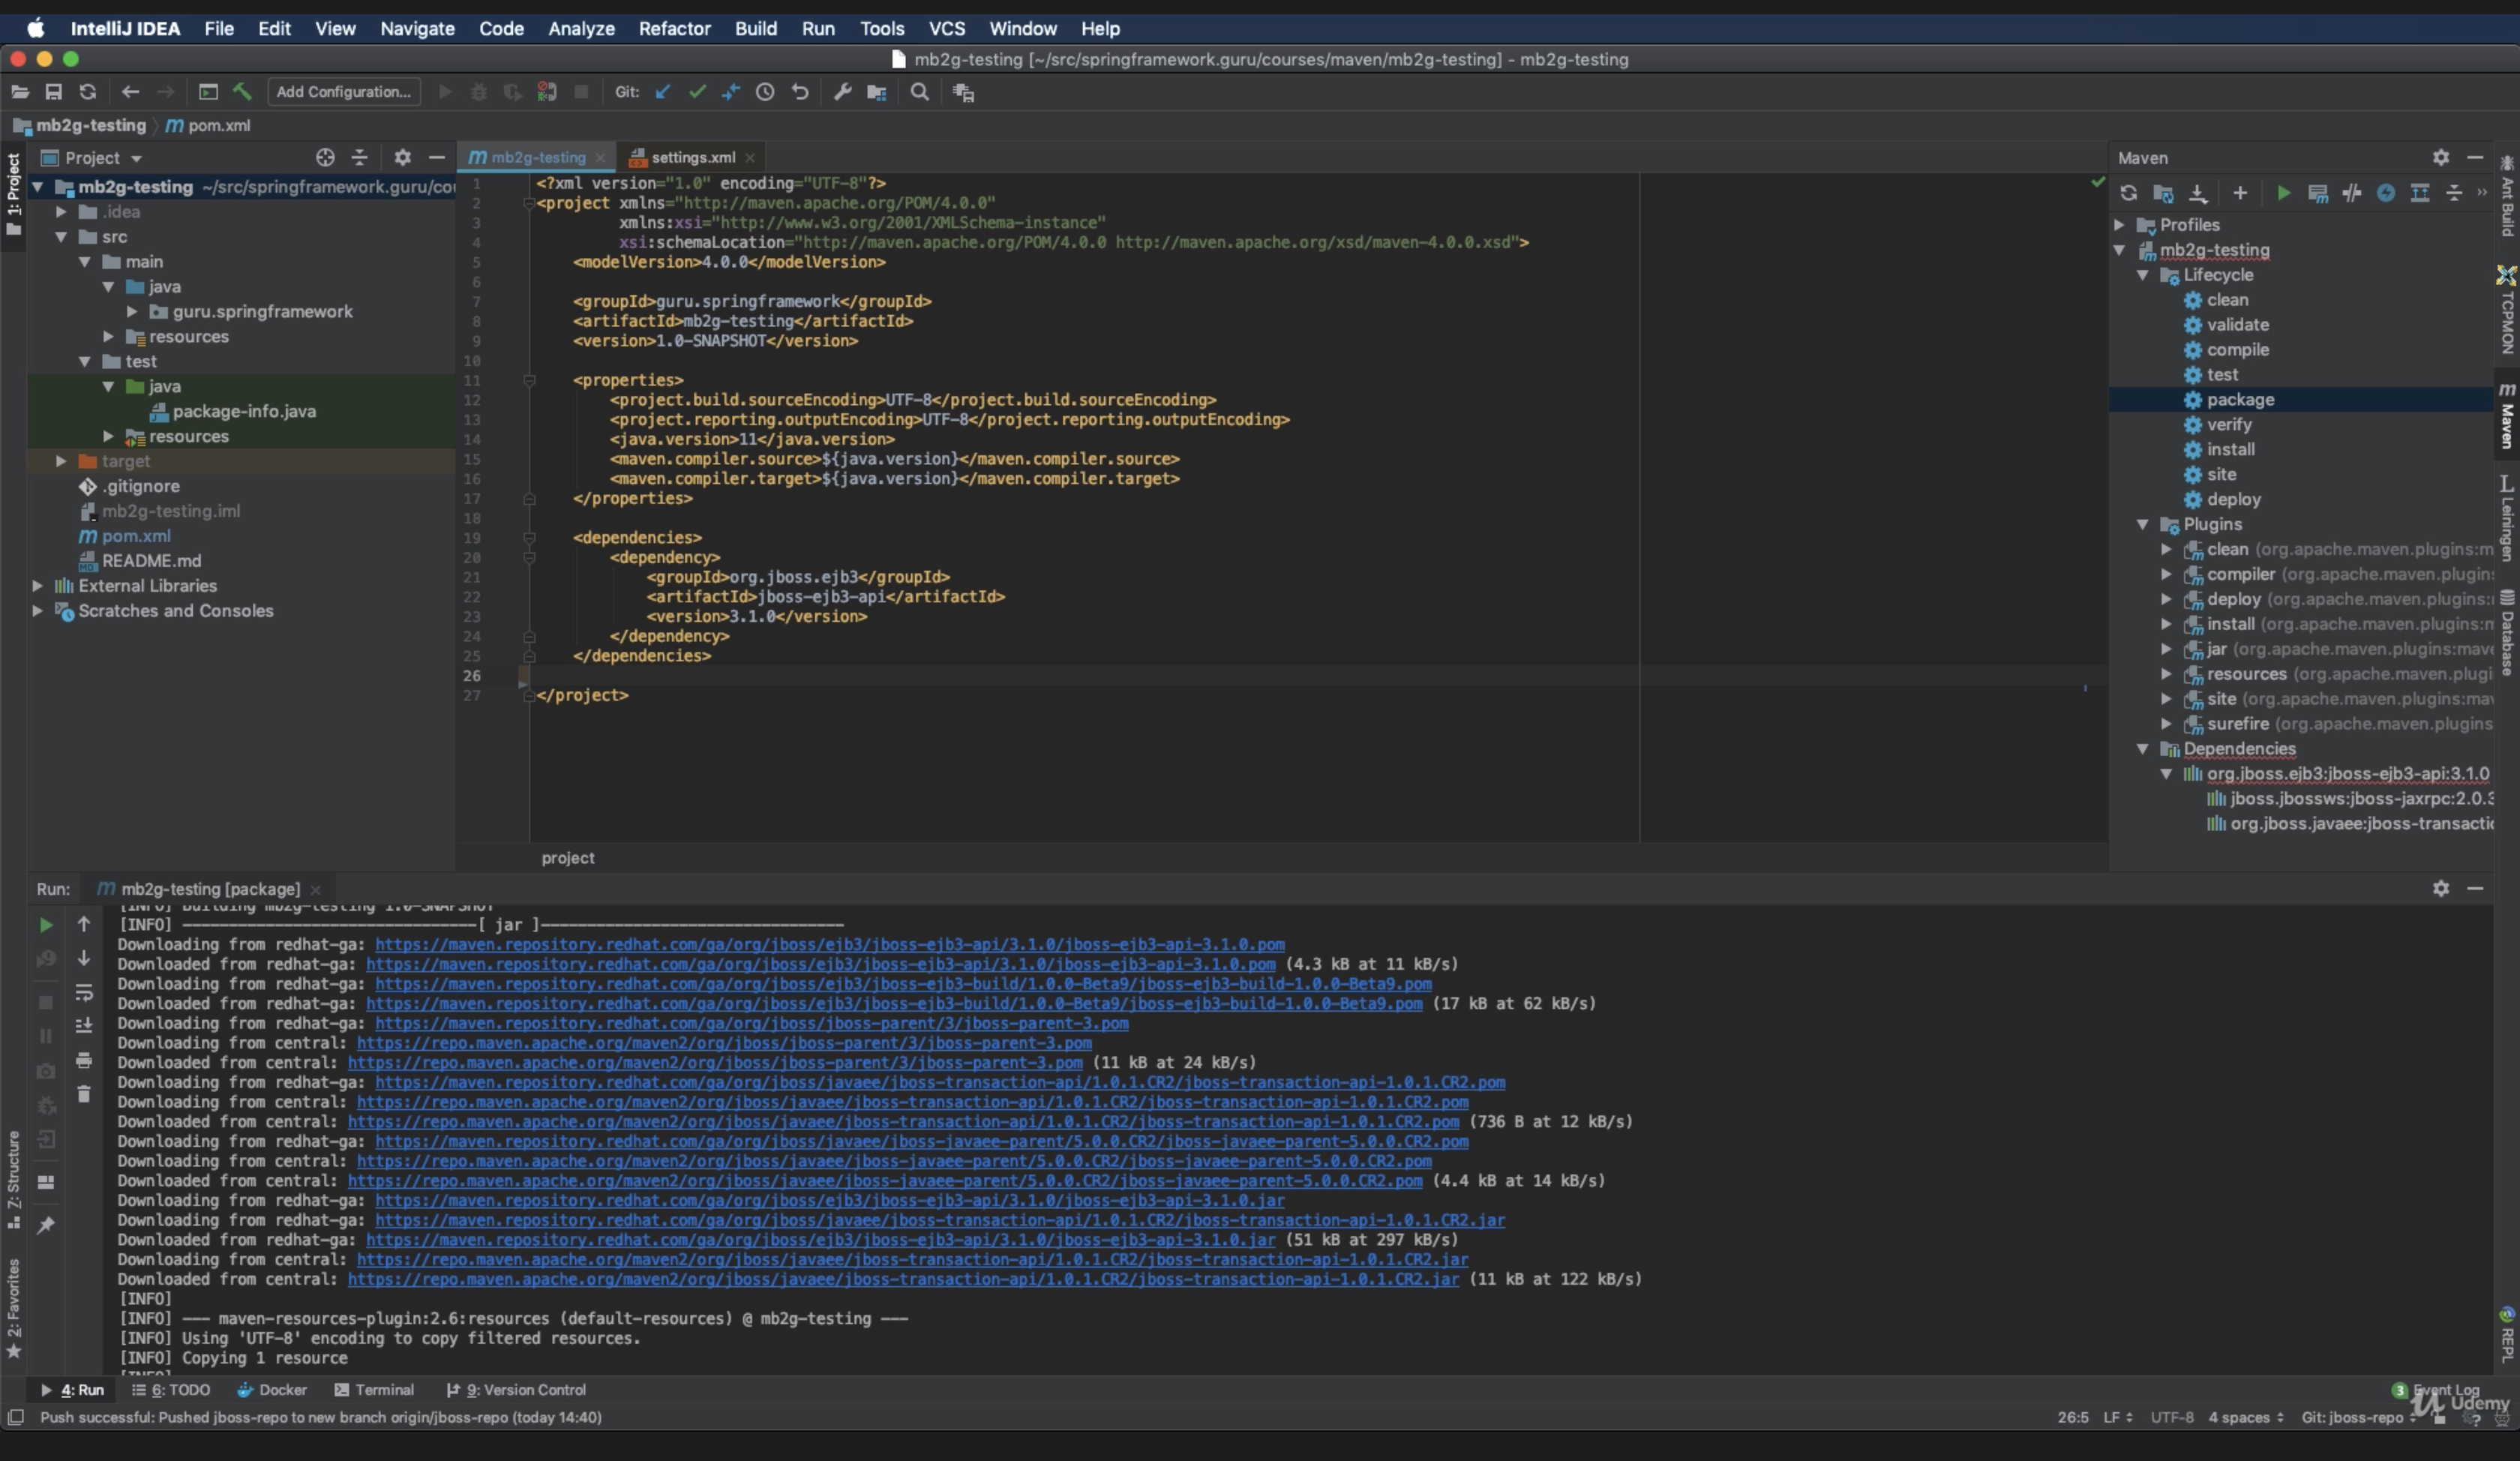 IntelliJ IDEA File Edit View Navigate Code Analyze Refactor Build Run Tools VCS Window Help
mb2g-testing [~/src/springframework.guru/courses/maven/mb2g-testing] - mb2g-testing
Add Configuration... Git:
mb2g-testing pom.xml
1: Project
Project
mb2g-testing ~/src/springframework.guru/cou
.idea
src
main
java
guru.springframework
resources
test
java
package-info.java
resources
target
.gitignore
mb2g-testing.iml
pom.xml
README.md
External Libraries
Scratches and Consoles
mb2g-testing settings.xml
1 <?xml version="1.0" encoding="UTF-8"?>
2 <project xmlns="http://maven.apache.org/POM/4.0.0"
3 xmlns:xsi="http://www.w3.org/2001/XMLSchema-instance"
4 xsi:schemaLocation="http://maven.apache.org/POM/4.0.0 http://maven.apache.org/xsd/maven-4.0.0.xsd">
5 <modelVersion>4.0.0</modelVersion>
6
7 <groupId>guru.springframework</groupId>
8 <artifactId>mb2g-testing</artifactId>
9 <version>1.0-SNAPSHOT</version>
10
11 <properties>
12 <project.build.sourceEncoding>UTF-8</project.build.sourceEncoding>
13 <project.reporting.outputEncoding>UTF-8</project.reporting.outputEncoding>
14 <java.version>11</java.version>
15 <maven.compiler.source>${java.version}</maven.compiler.source>
16 <maven.compiler.target>${java.version}</maven.compiler.target>
17 </properties>
18
19 <dependencies>
20 <dependency>
21 <groupId>org.jboss.ejb3</groupId>
22 <artifactId>jboss-ejb3-api</artifactId>
23 <version>3.1.0</version>
24 </dependency>
25 </dependencies>
26
27 </project>
project
Maven
Profiles
mb2g-testing
Lifecycle
clean
validate
compile
test
package
verify
install
site
deploy
Plugins
clean (org.apache.maven.plugins:m
compiler (org.apache.maven.plugin
deploy (org.apache.maven.plugins:
install (org.apache.maven.plugins:m
jar (org.apache.maven.plugins:mave
resources (org.apache.maven.plugi
site (org.apache.maven.plugins:mav
surefire (org.apache.maven.plugins
Dependencies
org.jboss.ejb3:jboss-ejb3-api:3.1.0
jboss.jbossws:jboss-jaxrpc:2.0.3
org.jboss.javaee:jboss-transactio
Ant Build
TCPMON
Maven
Leiningen
Database
REPL
Run: mb2g-testing [package]
[INFO] Building mb2g-testing 1.0-SNAPSHOT
[INFO] --------------------------------[ jar ]---------------------------------
Downloading from redhat-ga: https://maven.repository.redhat.com/ga/org/jboss/ejb3/jboss-ejb3-api/3.1.0/jboss-ejb3-api-3.1.0.pom
Downloaded from redhat-ga: https://maven.repository.redhat.com/ga/org/jboss/ejb3/jboss-ejb3-api/3.1.0/jboss-ejb3-api-3.1.0.pom (4.3 kB at 11 kB/s)
Downloading from redhat-ga: https://maven.repository.redhat.com/ga/org/jboss/ejb3/jboss-ejb3-build/1.0.0-Beta9/jboss-ejb3-build-1.0.0-Beta9.pom
Downloaded from redhat-ga: https://maven.repository.redhat.com/ga/org/jboss/ejb3/jboss-ejb3-build/1.0.0-Beta9/jboss-ejb3-build-1.0.0-Beta9.pom (17 kB at 62 kB/s)
Downloading from redhat-ga: https://maven.repository.redhat.com/ga/org/jboss/jboss-parent/3/jboss-parent-3.pom
Downloading from central: https://repo.maven.apache.org/maven2/org/jboss/jboss-parent/3/jboss-parent-3.pom
Downloaded from central: https://repo.maven.apache.org/maven2/org/jboss/jboss-parent/3/jboss-parent-3.pom (11 kB at 24 kB/s)
Downloading from redhat-ga: https://maven.repository.redhat.com/ga/org/jboss/javaee/jboss-transaction-api/1.0.1.CR2/jboss-transaction-api-1.0.1.CR2.pom
Downloading from central: https://repo.maven.apache.org/maven2/org/jboss/javaee/jboss-transaction-api/1.0.1.CR2/jboss-transaction-api-1.0.1.CR2.pom
Downloaded from central: https://repo.maven.apache.org/maven2/org/jboss/javaee/jboss-transaction-api/1.0.1.CR2/jboss-transaction-api-1.0.1.CR2.pom (736 B at 12 kB/s)
Downloading from redhat-ga: https://maven.repository.redhat.com/ga/org/jboss/javaee/jboss-javaee-parent/5.0.0.CR2/jboss-javaee-parent-5.0.0.CR2.pom
Downloading from central: https://repo.maven.apache.org/maven2/org/jboss/javaee/jboss-javaee-parent/5.0.0.CR2/jboss-javaee-parent-5.0.0.CR2.pom
Downloaded from central: https://repo.maven.apache.org/maven2/org/jboss/javaee/jboss-javaee-parent/5.0.0.CR2/jboss-javaee-parent-5.0.0.CR2.pom (4.4 kB at 14 kB/s)
Downloading from redhat-ga: https://maven.repository.redhat.com/ga/org/jboss/ejb3/jboss-ejb3-api/3.1.0/jboss-ejb3-api-3.1.0.jar
Downloading from redhat-ga: https://maven.repository.redhat.com/ga/org/jboss/javaee/jboss-transaction-api/1.0.1.CR2/jboss-transaction-api-1.0.1.CR2.jar
Downloaded from redhat-ga: https://maven.repository.redhat.com/ga/org/jboss/ejb3/jboss-ejb3-api/3.1.0/jboss-ejb3-api-3.1.0.jar (51 kB at 297 kB/s)
Downloading from central: https://repo.maven.apache.org/maven2/org/jboss/javaee/jboss-transaction-api/1.0.1.CR2/jboss-transaction-api-1.0.1.CR2.jar
Downloaded from central: https://repo.maven.apache.org/maven2/org/jboss/javaee/jboss-transaction-api/1.0.1.CR2/jboss-transaction-api-1.0.1.CR2.jar (11 kB at 122 kB/s)
[INFO]
[INFO] --- maven-resources-plugin:2.6:resources (default-resources) @ mb2g-testing ---
[INFO] Using 'UTF-8' encoding to copy filtered resources.
[INFO] Copying 1 resource
[INFO]
Z: Structure
2: Favorites
4: Run 6: TODO Docker Terminal 9: Version Control 3 Event Log
Push successful: Pushed jboss-repo to new branch origin/jboss-repo (today 14:40) 26:5 LF UTF-8 4 spaces Git: jboss-repo
Udemy